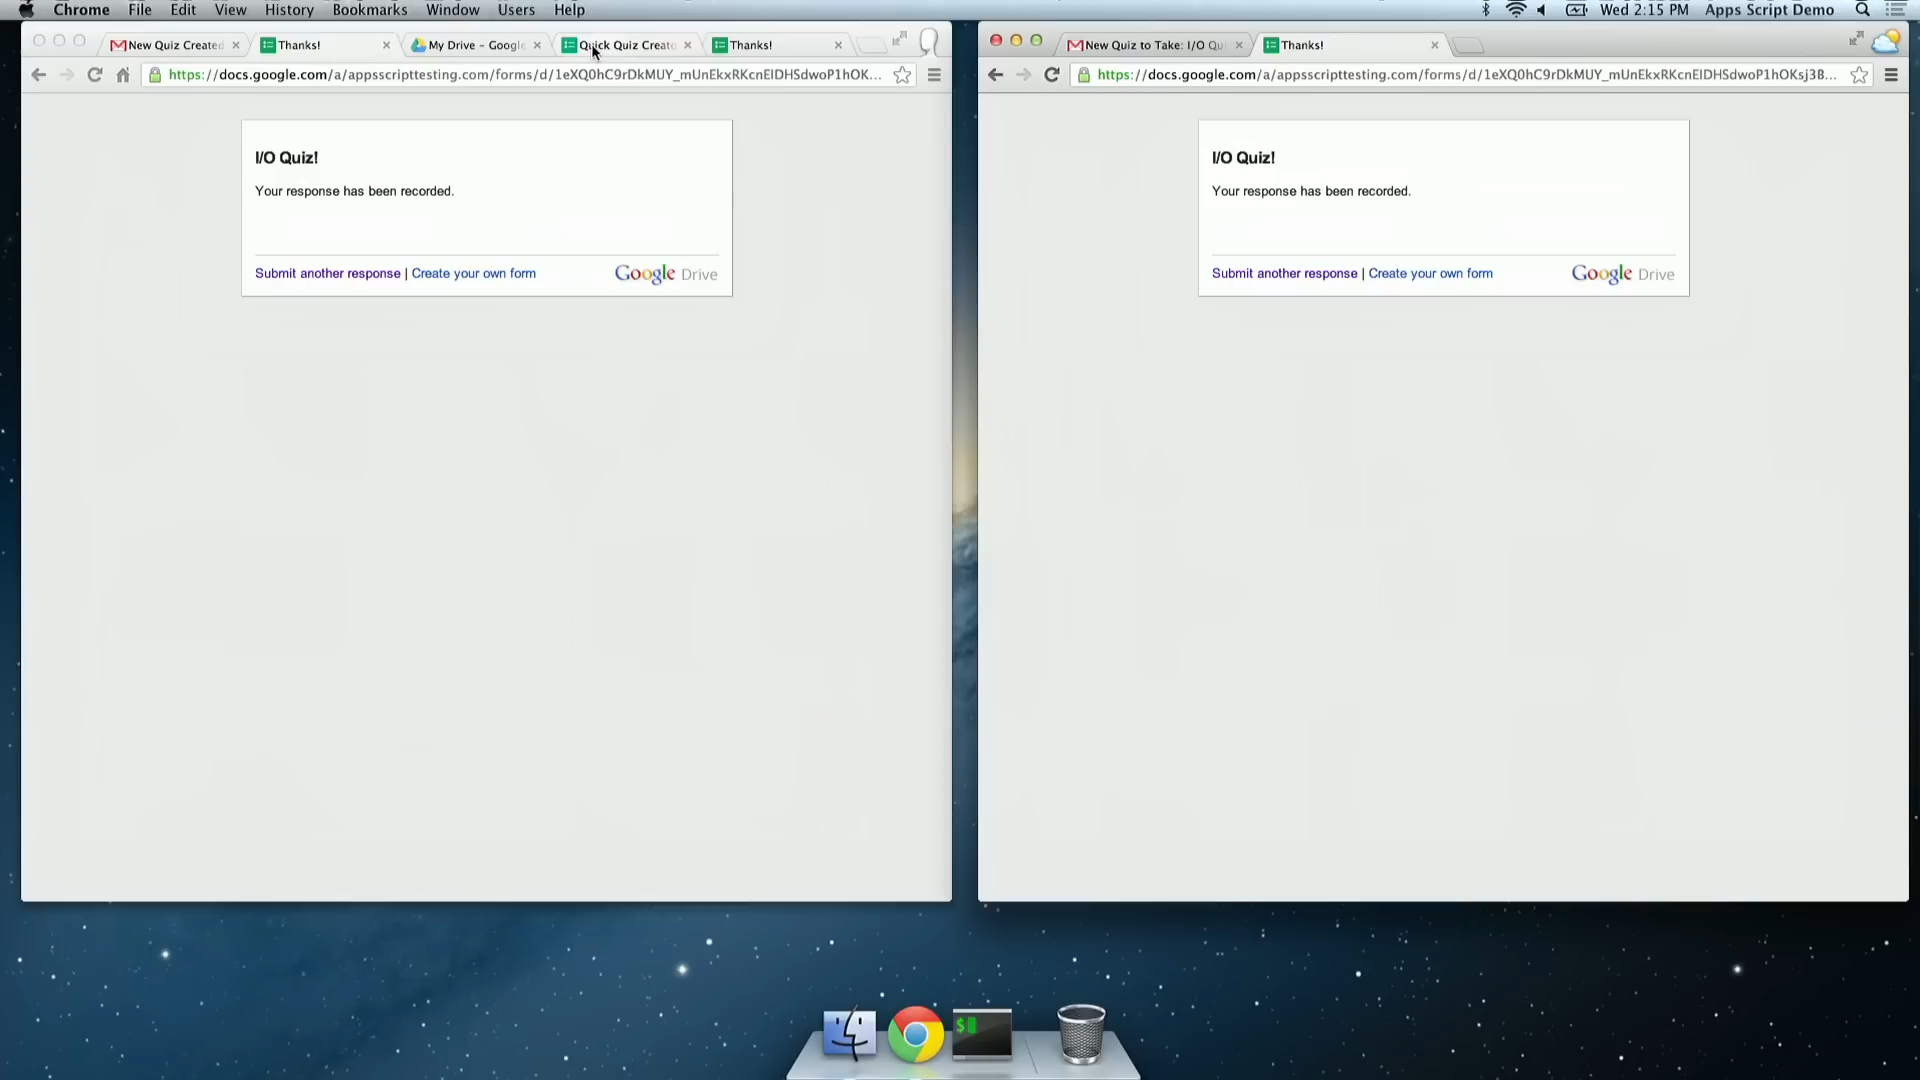 Chrome File Edit View History Bookmarks Window Users Help Wed 2:15 PM Apps Script Demo
New Quiz Created Thanks! My Drive - Google Quick Quiz Creato Thanks!
https://docs.google.com/a/appsscripttesting.com/forms/d/1eXQ0hC9rDkMUY_mUnEkxRKcnEIDHSdwoP1hOK...
I/O Quiz!
Your response has been recorded.
Submit another response | Create your own form Google Drive
New Quiz to Take: I/O Qu Thanks!
https://docs.google.com/a/appsscripttesting.com/forms/d/1eXQ0hC9rDkMUY_mUnEkxRKcnEIDHSdwoP1hOKsj3B...
I/O Quiz!
Your response has been recorded.
Submit another response | Create your own form Google Drive
$